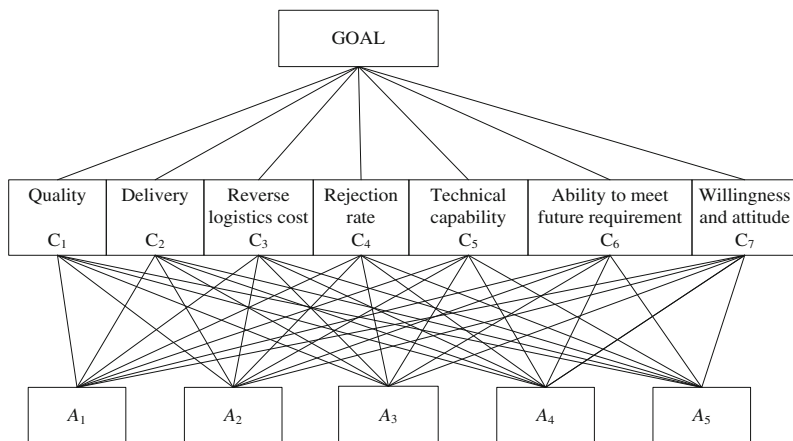 GOAL
Quality
C₁
Delivery
C₂
Reverse
logistics cost
C₃
Rejection
rate
C₄
Technical
capability
C₅
Ability to meet
future requirement
C₆
Willingness
and attitude
C₇
A₁
A₂
A₃
A₄
A₅